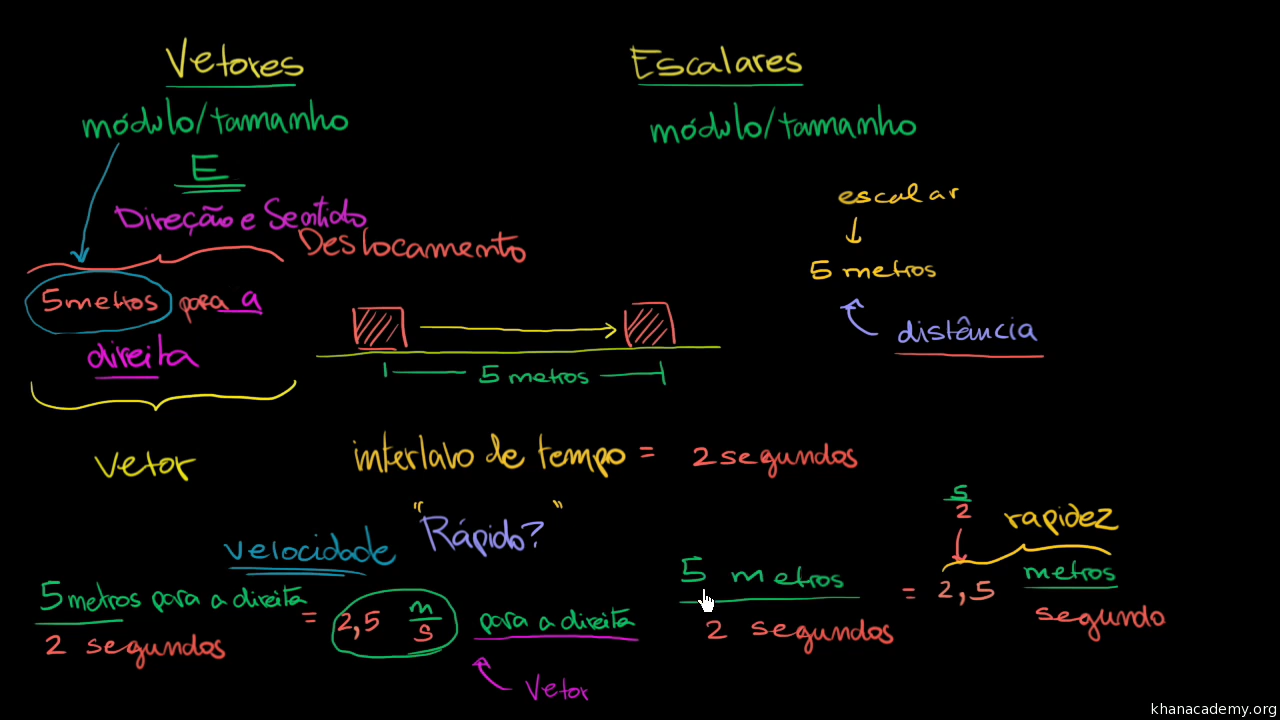 Vetores
módulo/tamanho
E
Direção e Sentido
Deslocamento
5 metros para a
direita
vetor
5 metros
Escalares
módulo/tamanho
escalar
5 metros
distância
interlalo de tempo = 2 segundos
"Rápido?"
velocidade
5 metros para a direita
2 segundos
= 2,5 m/s para a direita
Vetor
5 metros
2 segundos
5
2
rapidez
= 2,5 metros
segundo
khanacademy.org